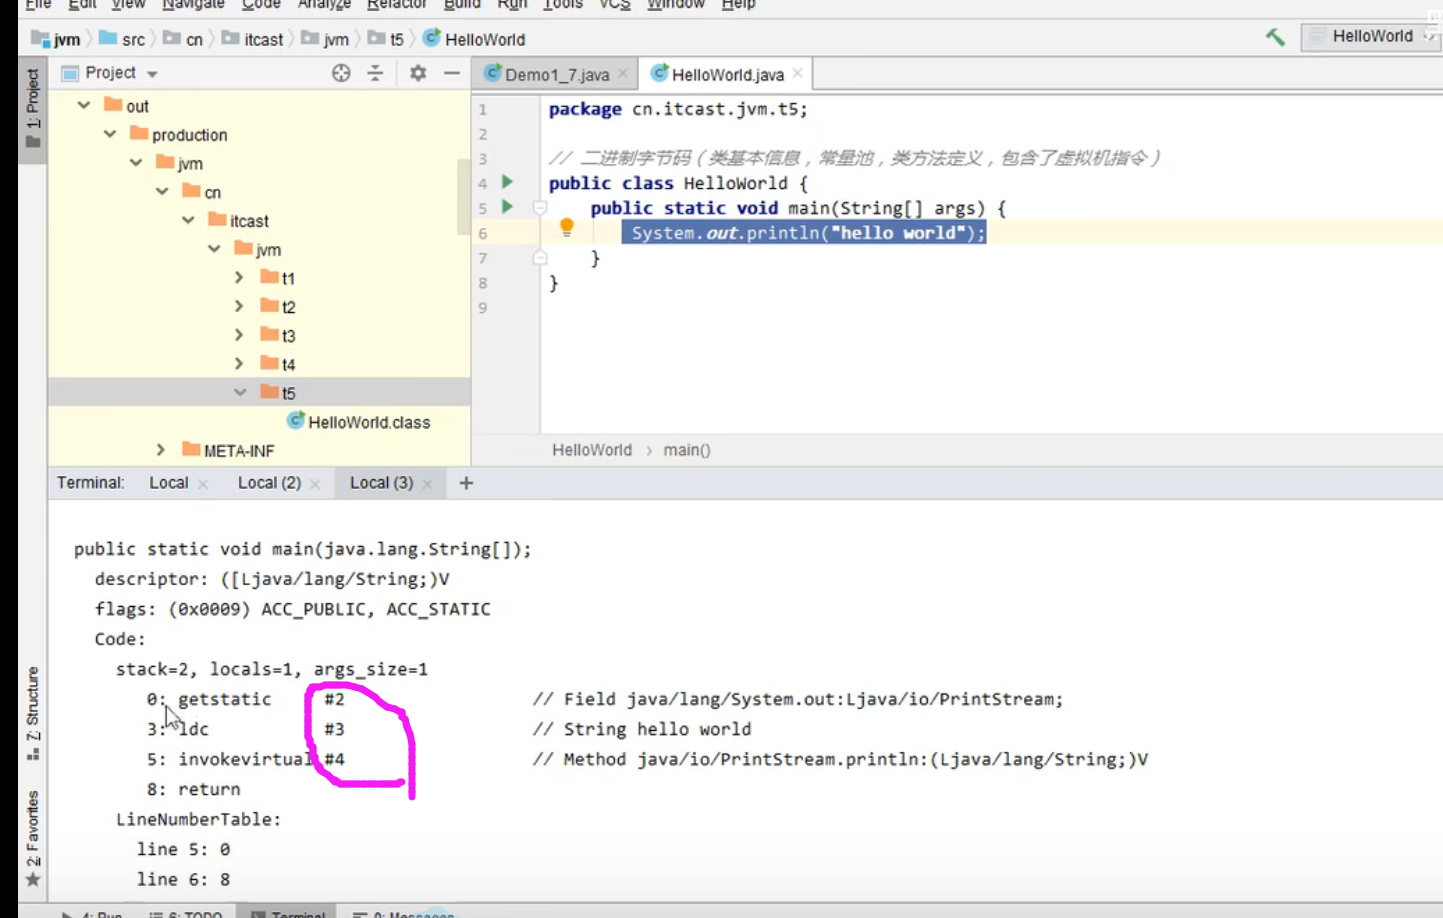 File Edit View Navigate Code Analyze Refactor Build Run Tools VCS Window Help
jvm src cn itcast jvm t5 HelloWorld
HelloWorld
1: Project
Project
Demo1_7.java HelloWorld.java
out
production
jvm
cn
itcast
jvm
t1
t2
t3
t4
t5
HelloWorld.class
META-INF
1 package cn.itcast.jvm.t5;
2
3 // 二进制字节码（类基本信息，常量池，类方法定义，包含了虚拟机指令）
4 public class HelloWorld {
5 public static void main(String[] args) {
6 System.out.println("hello world");
7 }
8 }
9
HelloWorld › main()
Terminal: Local Local (2) Local (3) +
public static void main(java.lang.String[]);
descriptor: ([Ljava/lang/String;)V
flags: (0x0009) ACC_PUBLIC, ACC_STATIC
Code:
stack=2, locals=1, args_size=1
0: getstatic #2 // Field java/lang/System.out:Ljava/io/PrintStream;
3: ldc #3 // String hello world
5: invokevirtual #4 // Method java/io/PrintStream.println:(Ljava/lang/String;)V
8: return
LineNumberTable:
line 5: 0
line 6: 8
7: Structure
2: Favorites
4: Run 6: TODO Terminal 0: Messages